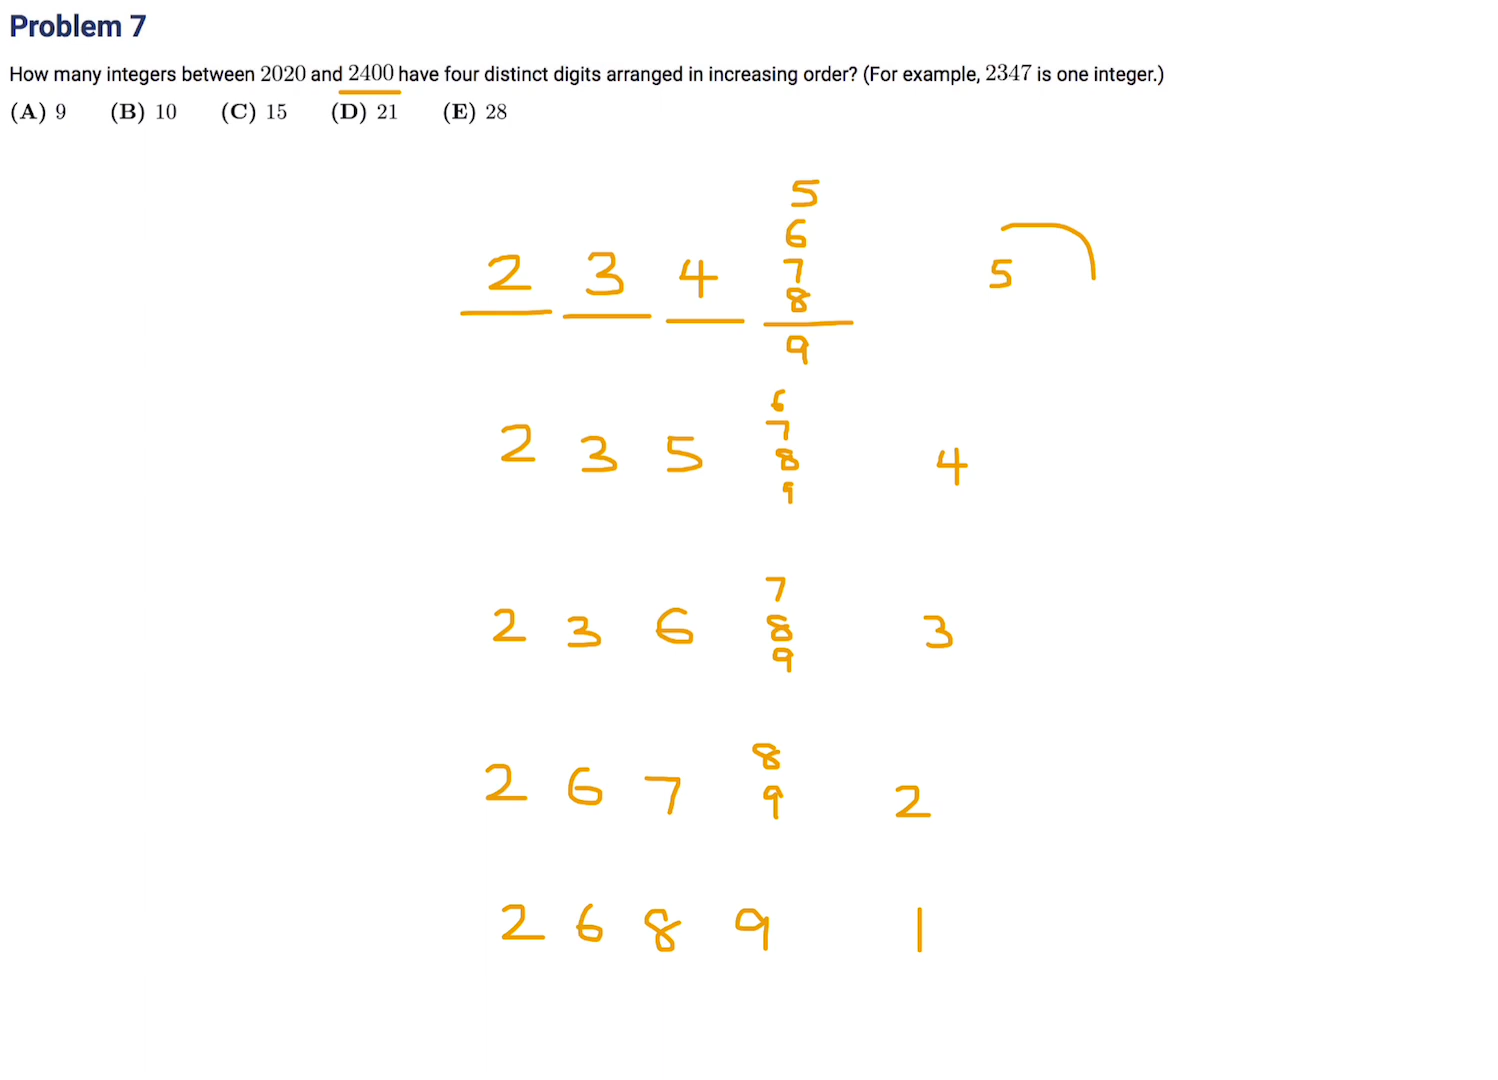 Problem 7
How many integers between 2020 and 2400 have four distinct digits arranged in increasing order? (For example, 2347 is one integer.)
(A) 9 (B) 10 (C) 15 (D) 21 (E) 28
5
6
7
2 3 4 8 5
9
6
7
2 3 5 8 4
9
7
2 3 6 8 3
9
8
2 6 7 9 2
2 6 8 9 1